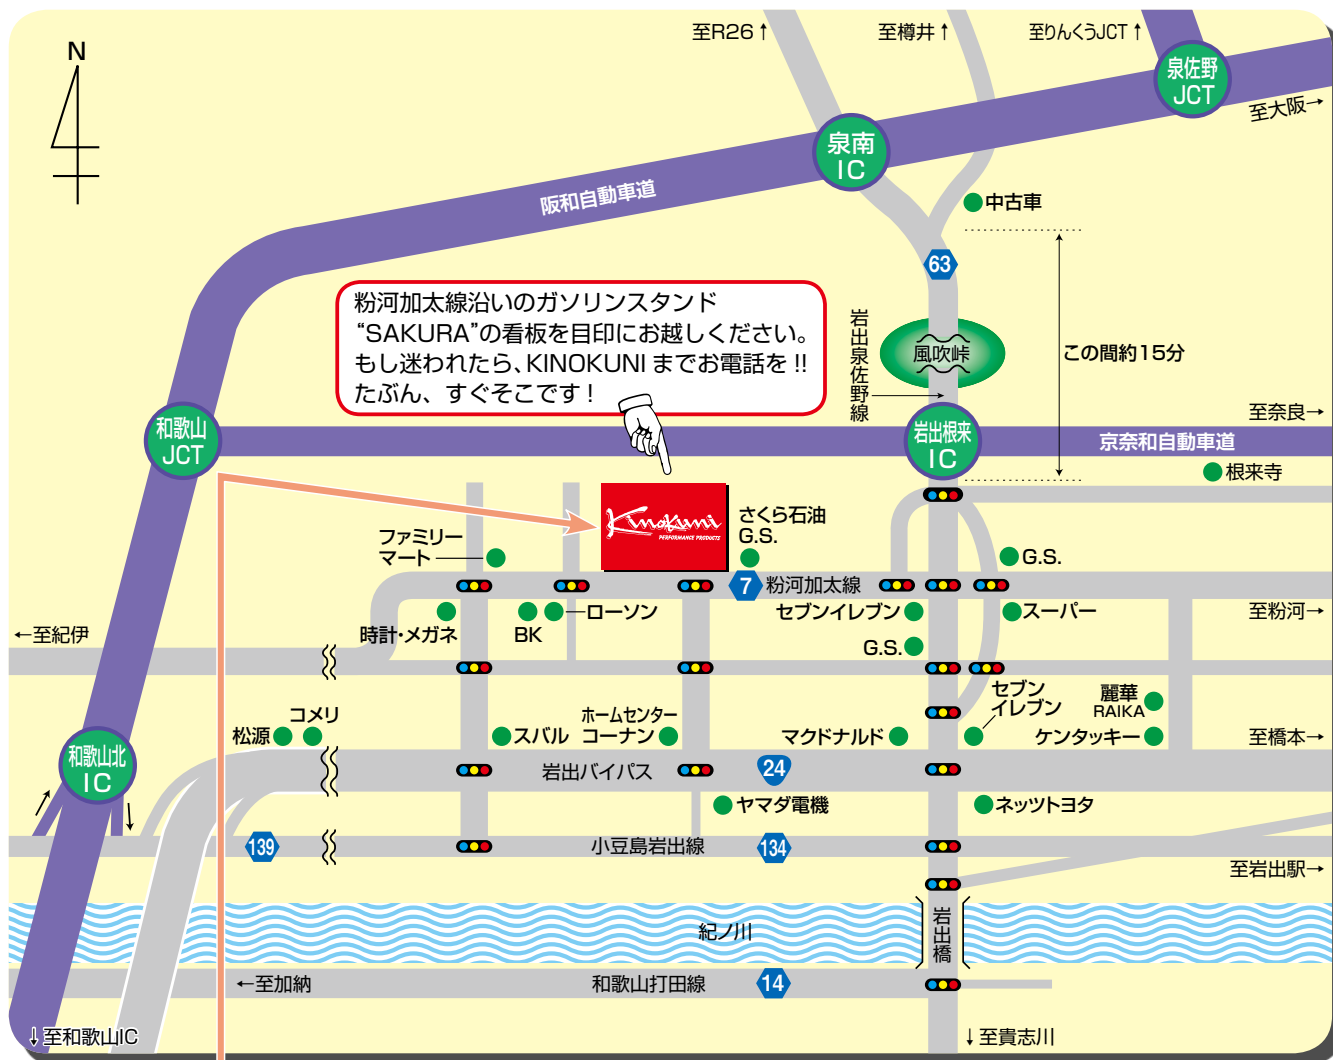 N
至R26↑
至樽井↑
至りんくうJCT↑
泉佐野
JCT
至大阪→
泉南
IC
阪和自動車道
中古車
63
粉河加太線沿いのガソリンスタンド
“SAKURA”の看板を目印にお越しください。
もし迷われたら、KINOKUNI までお電話を!!
たぶん、すぐそこです!
岩出泉佐野線
風吹峠
この間約15分
和歌山
JCT
岩出根来
IC
至奈良→
京奈和自動車道
根来寺
Kinokuni
PERFORMANCE PRODUCTS
さくら石油
G.S.
ファミリー
マート
G.S.
7
粉河加太線
時計・メガネ
BK
ローソン
セブンイレブン
スーパー
至粉河→
←至紀伊
G.S.
セブン
イレブン
麗華
RAIKA
松源
コメリ
スバル
ホームセンター
コーナン
マクドナルド
ケンタッキー
至橋本→
和歌山北
IC
岩出バイパス
24
ヤマダ電機
ネッツトヨタ
139
小豆島岩出線
134
至岩出駅→
紀ノ川
岩出橋
←至加納
和歌山打田線
14
↓至和歌山IC
↓至貴志川